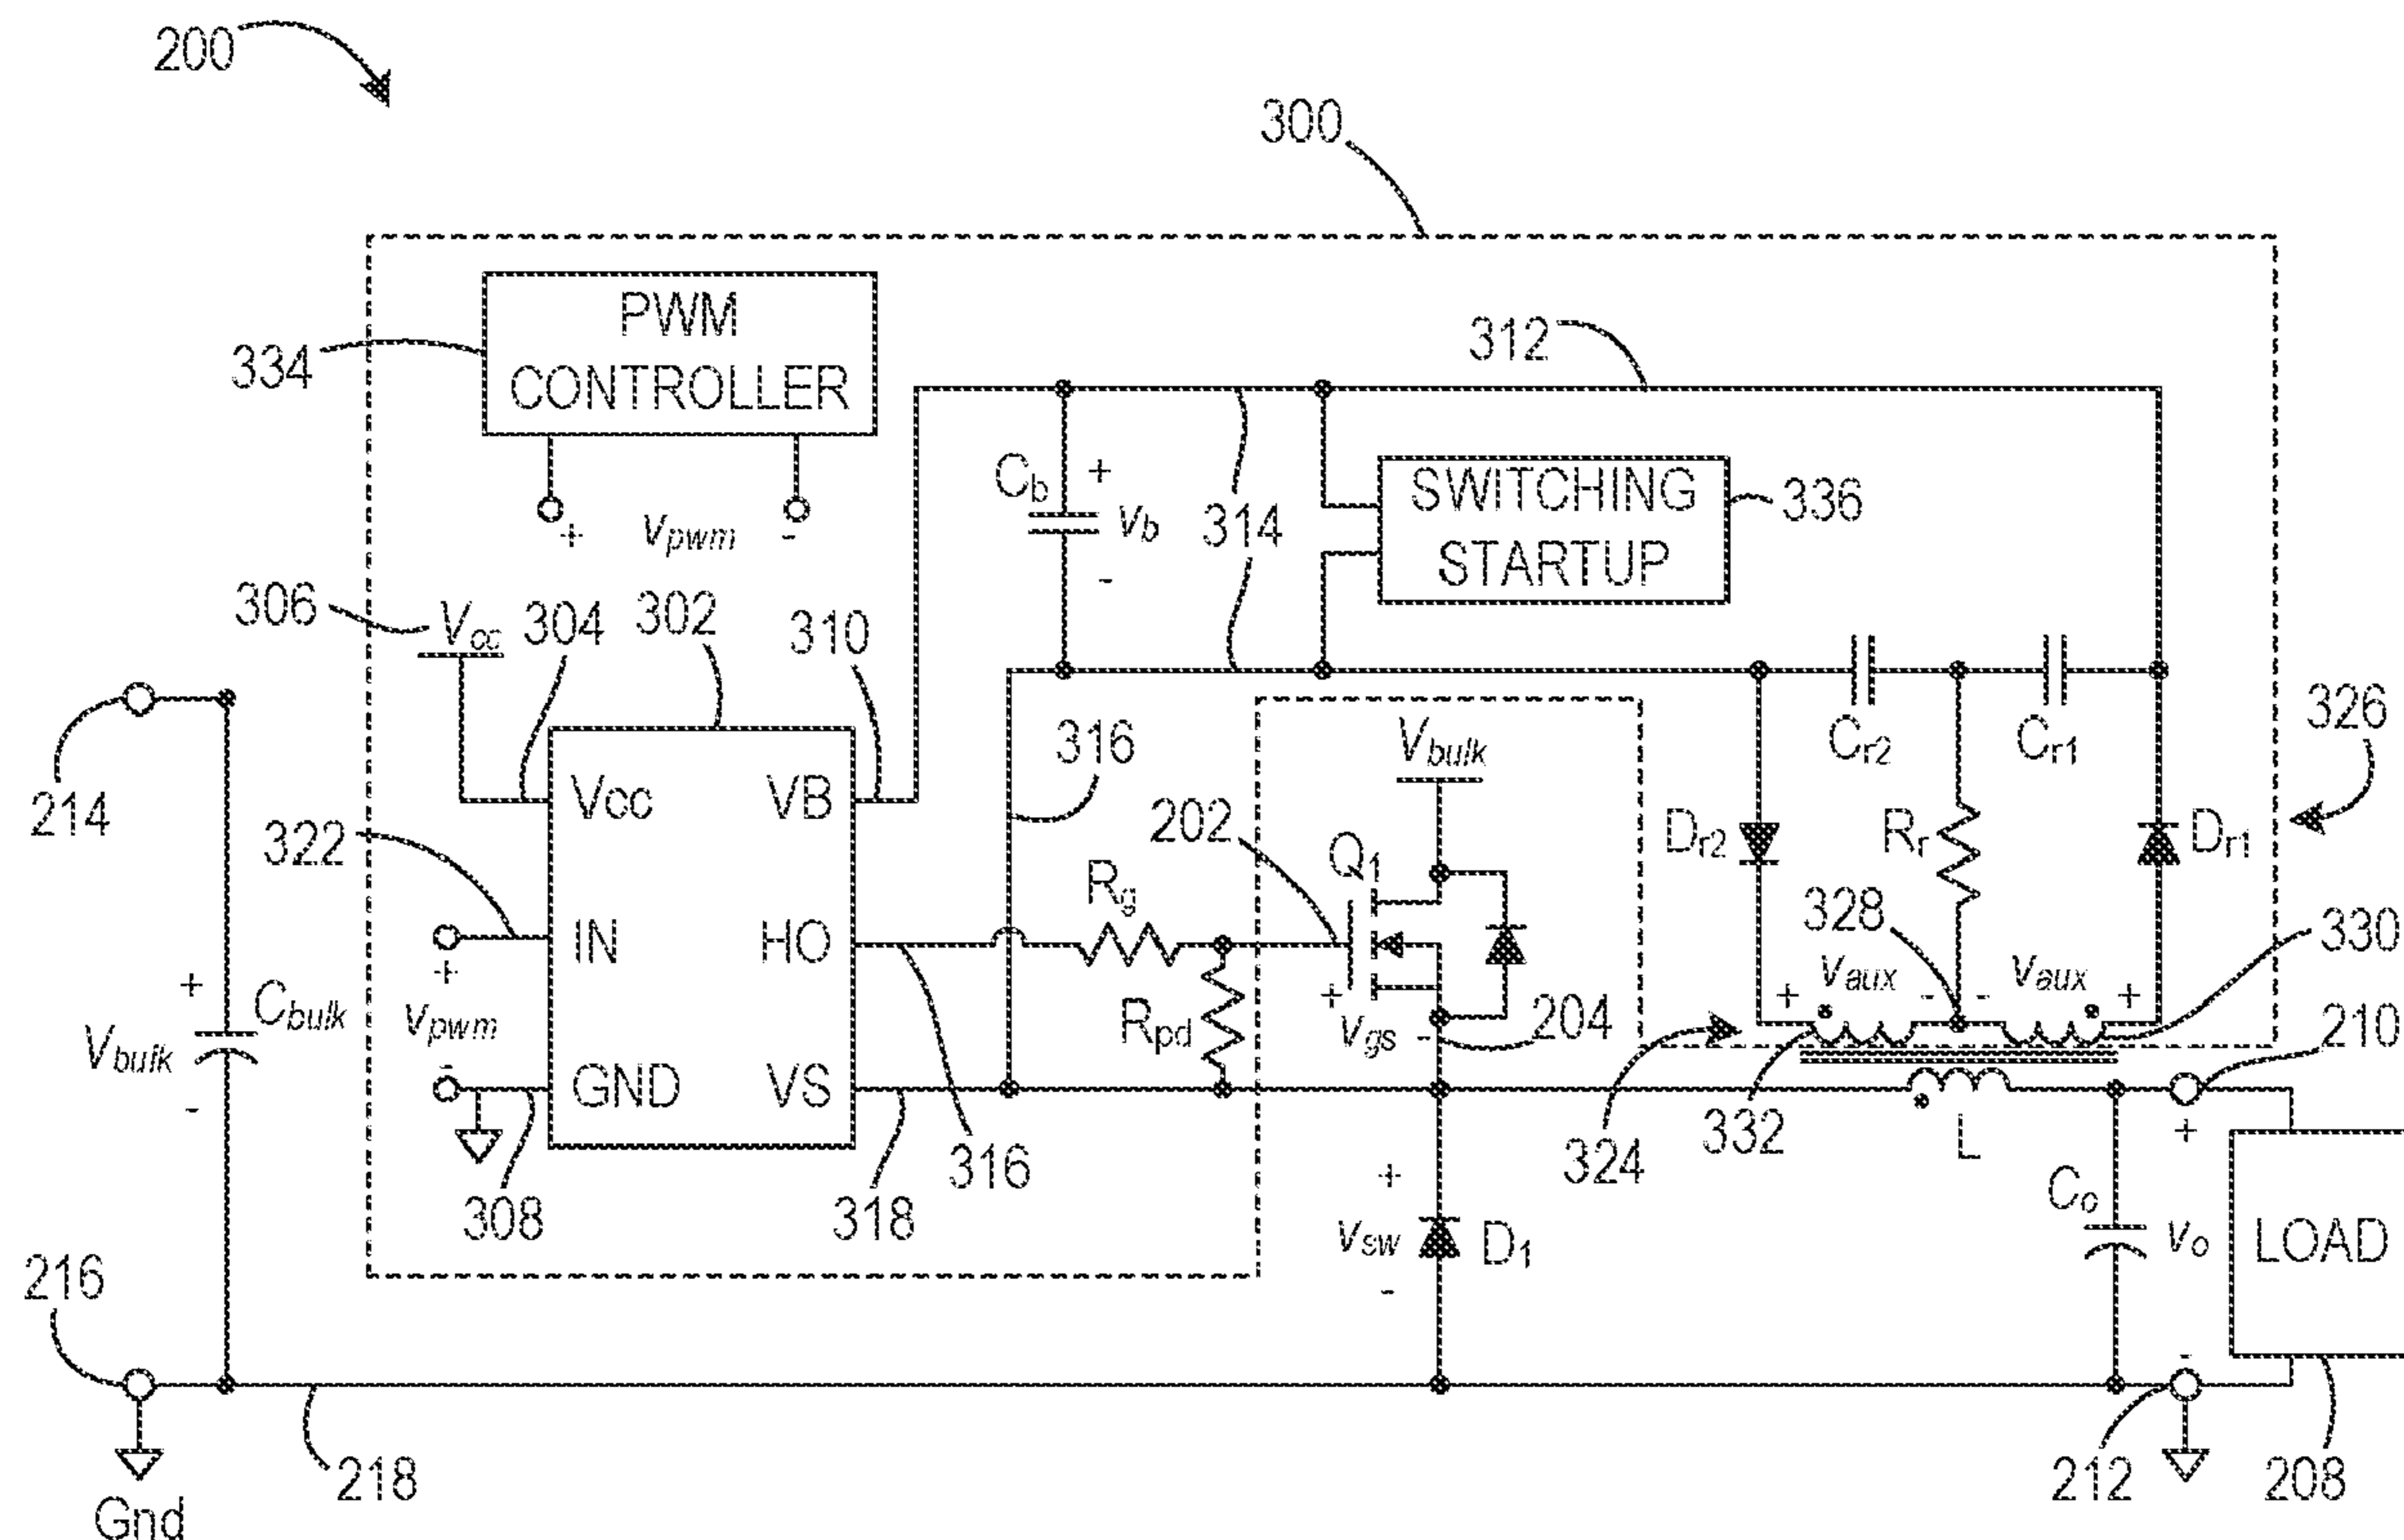 200
300
PWM
CONTROLLER
334
312
+
vpwm
-
Cb
+
vb
-
314
SWITCHING
STARTUP
336
306
Vcc
304
302
310
214
316
Vbulk
Cr2
Cr1
326
322
Vcc
VB
202
Q1
Dr2
Rr
Dr1
328
330
IN
HO
Rg
+
vpwm
-
Rpd
+
vgs
-
204
+
vaux
-
-
vaux
+
210
+
Vbulk
-
Cbulk
GND
VS
324
332
L
+
308
318
316
+
vsw
-
D1
Co
vo
LOAD
216
-
Gnd
218
212
208